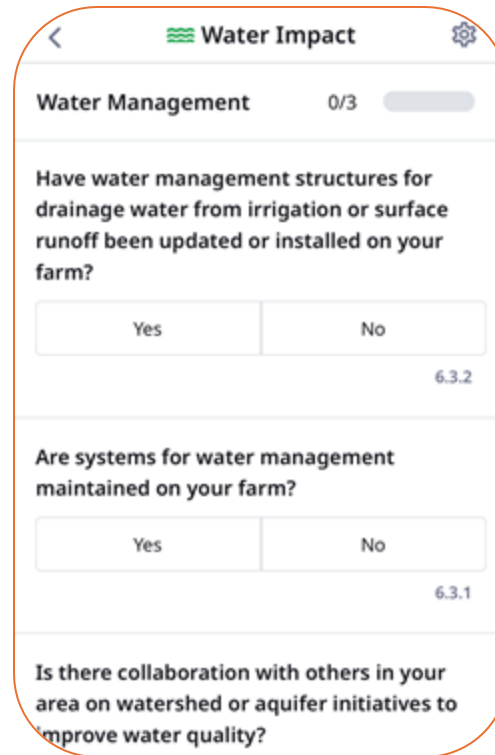 Water Impact
Water Management 0/3
Have water management structures for
drainage water from irrigation or surface
runoff been updated or installed on your
farm?
Yes No
6.3.2
Are systems for water management
maintained on your farm?
Yes No
6.3.1
Is there collaboration with others in your
area on watershed or aquifer initiatives to
improve water quality?